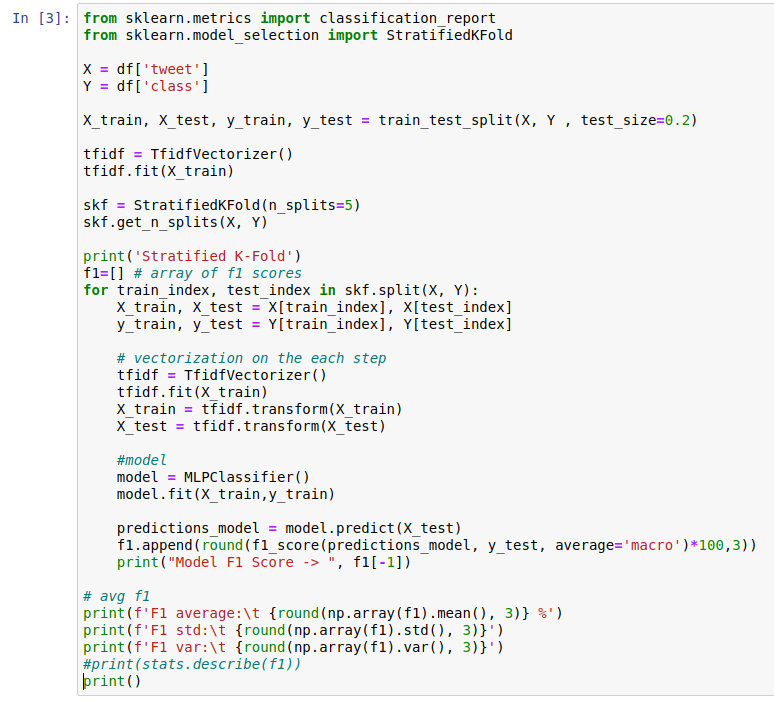 In [3]: from sklearn.metrics import classification_report
from sklearn.model_selection import StratifiedKFold

X = df['tweet']
Y = df['class']

X_train, X_test, y_train, y_test = train_test_split(X, Y , test_size=0.2)

tfidf = TfidfVectorizer()
tfidf.fit(X_train)

skf = StratifiedKFold(n_splits=5)
skf.get_n_splits(X, Y)

print('Stratified K-Fold')
f1=[] # array of f1 scores
for train_index, test_index in skf.split(X, Y):
    X_train, X_test = X[train_index], X[test_index]
    y_train, y_test = Y[train_index], Y[test_index]

    # vectorization on the each step
    tfidf = TfidfVectorizer()
    tfidf.fit(X_train)
    X_train = tfidf.transform(X_train)
    X_test = tfidf.transform(X_test)

    #model
    model = MLPClassifier()
    model.fit(X_train,y_train)

    predictions_model = model.predict(X_test)
    f1.append(round(f1_score(predictions_model, y_test, average='macro')*100,3))
    print("Model F1 Score -> ", f1[-1])

# avg f1
print(f'F1 average:\t {round(np.array(f1).mean(), 3)} %')
print(f'F1 std:\t {round(np.array(f1).std(), 3)}')
print(f'F1 var:\t {round(np.array(f1).var(), 3)}')
#print(stats.describe(f1))
print()